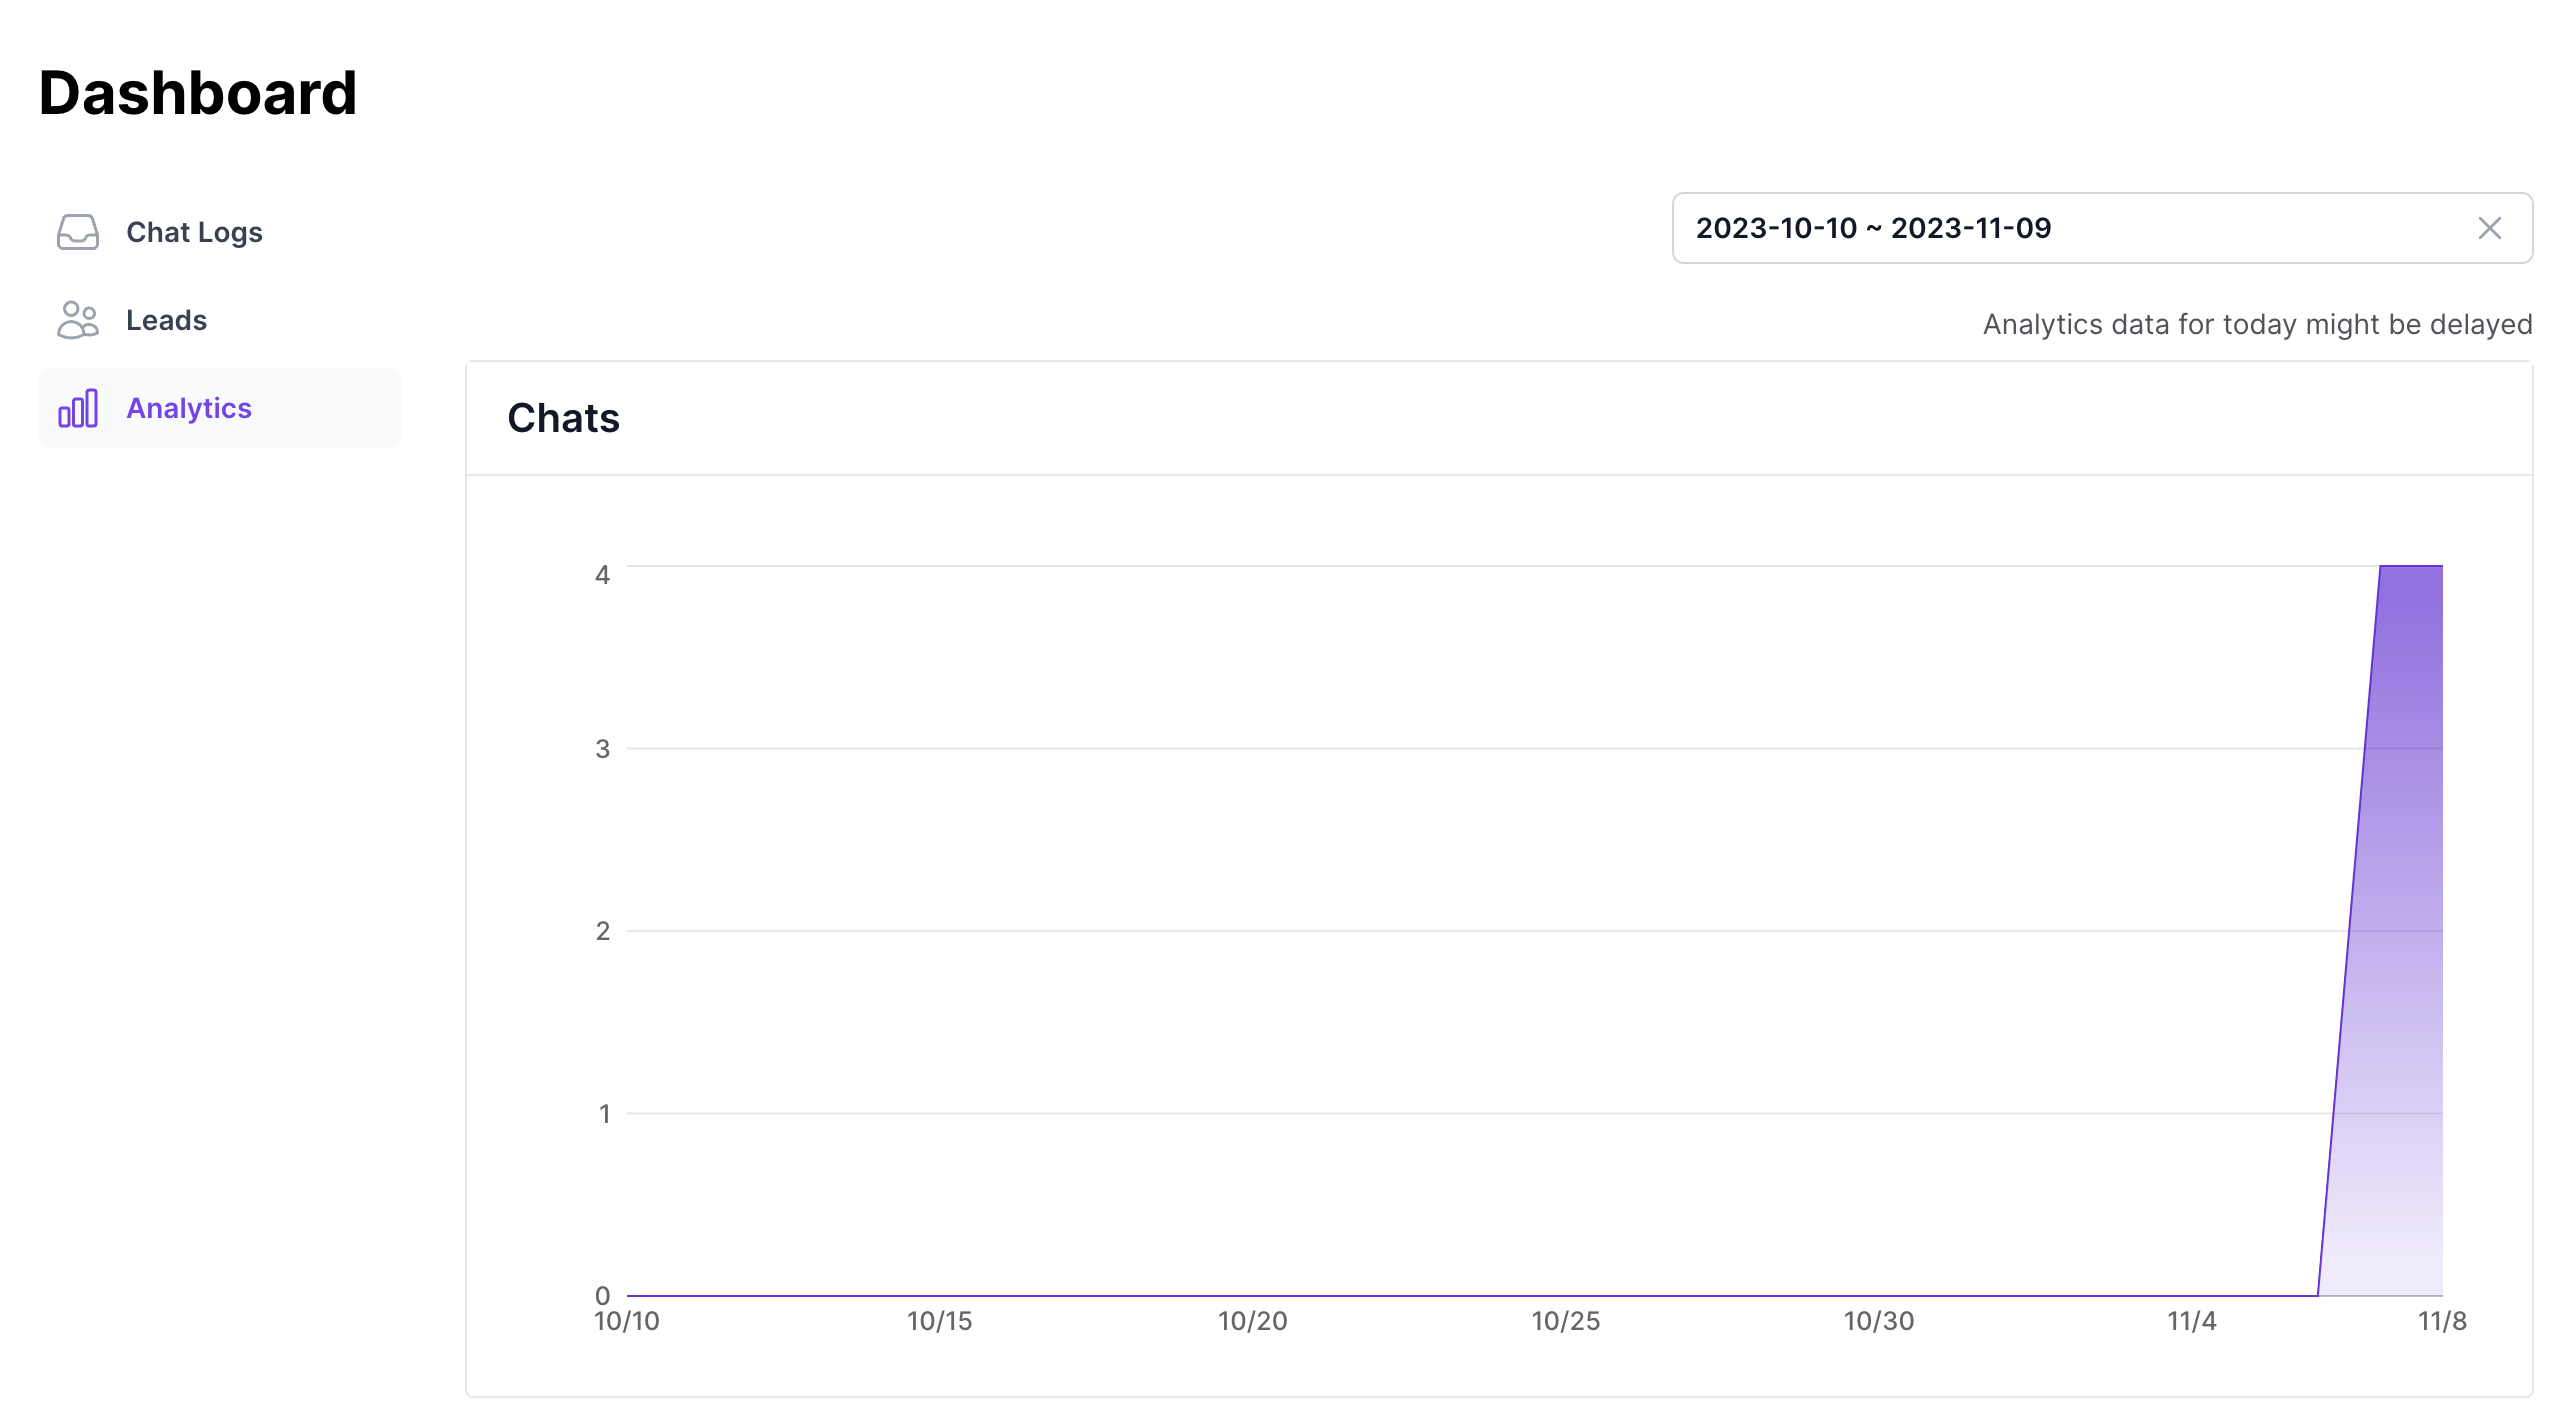 Dashboard
Chat Logs
Leads
Analytics
2023-10-10 ~ 2023-11-09
Analytics data for today might be delayed
Chats
4
3
2
1
0
10/10 10/15 10/20 10/25 10/30 11/4 11/8